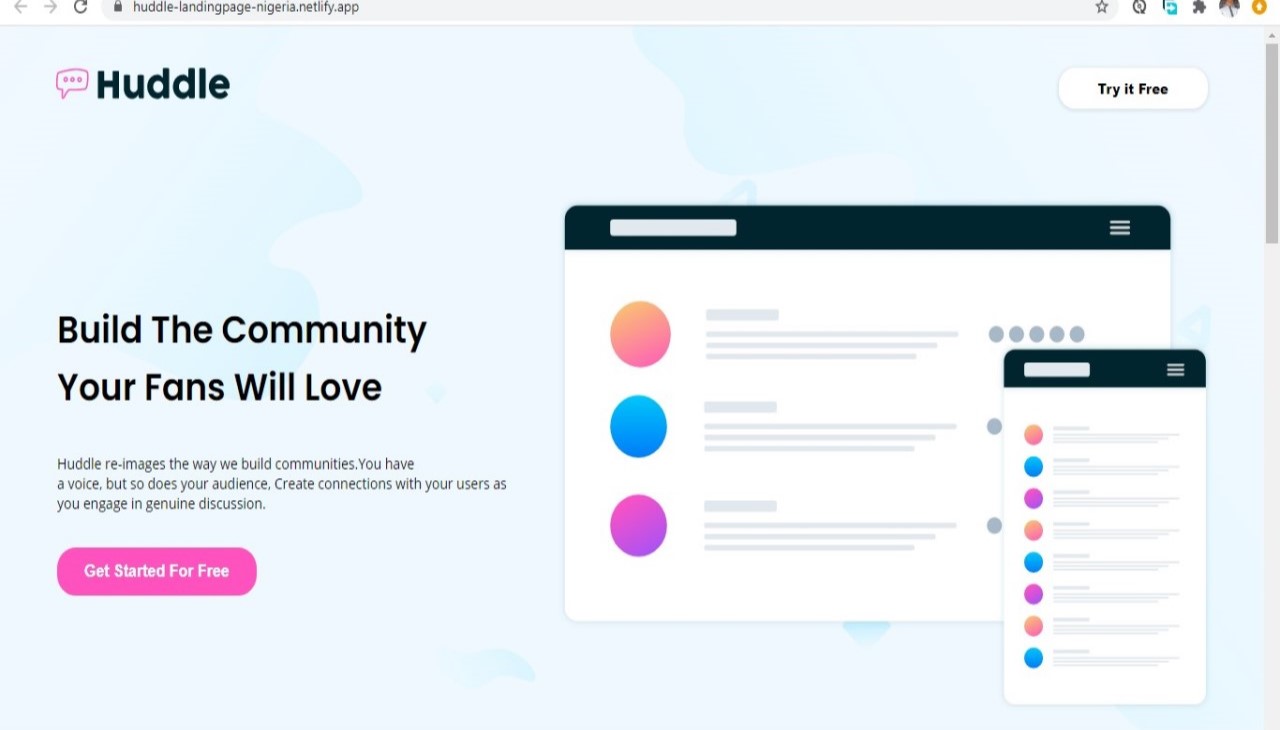 huddle-landingpage-nigeria.netlify.app
Huddle
Try it Free
Build The Community
Your Fans Will Love
Huddle re-images the way we build communities.You have
a voice, but so does your audience, Create connections with your users as
you engage in genuine discussion.
Get Started For Free